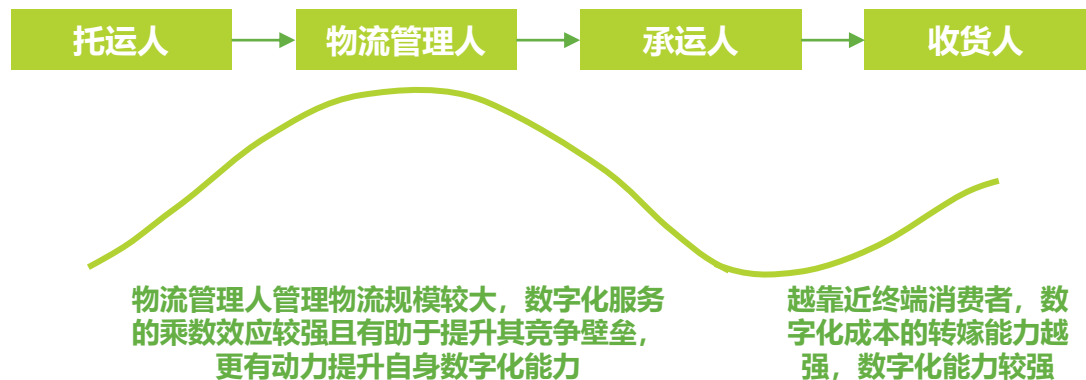 托运人
物流管理人
承运人
收货人
物流管理人管理物流规模较大，数字化服务
的乘数效应较强且有助于提升其竞争壁垒，
更有动力提升自身数字化能力
越靠近终端消费者，数
字化成本的转嫁能力越
强，数字化能力较强